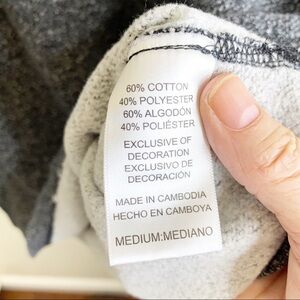 60% COTTON
40% POLYESTER
60% ALGODÓN
40% POLIÉSTER
EXCLUSIVE OF
DECORATION
EXCLUSIVO DE
DECORACIÓN
MADE IN CAMBODIA
HECHO EN CAMBOYA
MEDIUM:MEDIANO